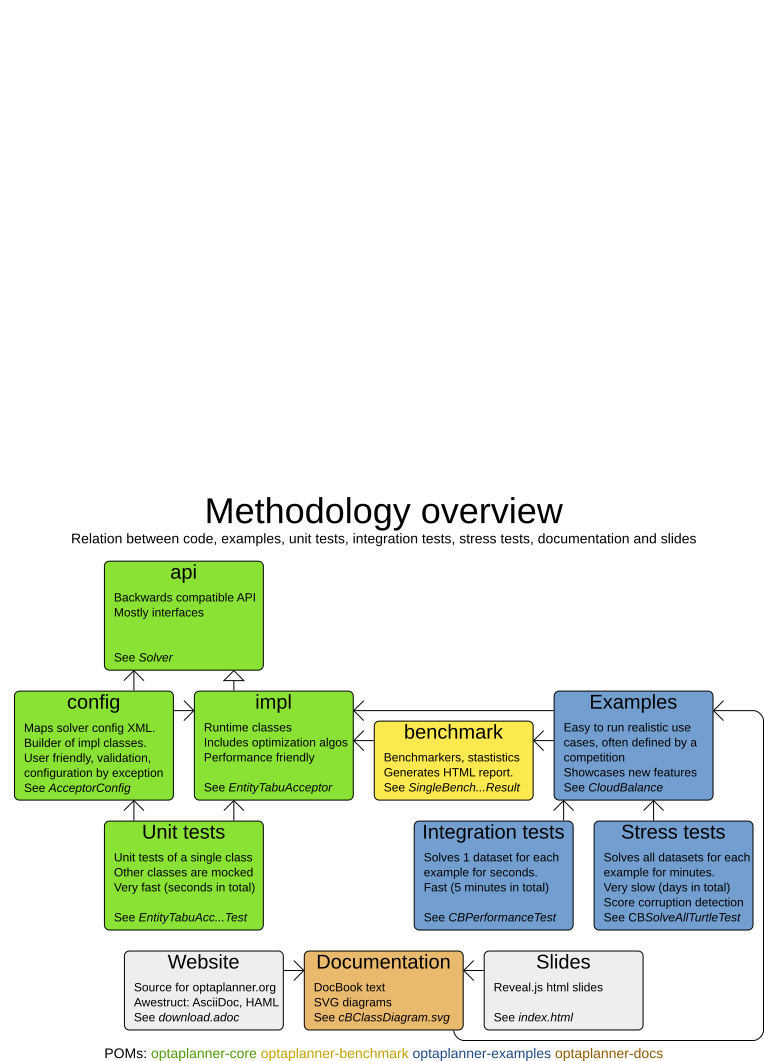 Methodology overview
Relation between code, examples, unit tests, integration tests, stress tests, documentation and slides
api
Backwards compatible API
Mostly interfaces
See Solver
config
Maps solver config XML.
Builder of impl classes.
User friendly, validation,
configuration by exception
See AcceptorConfig
impl
Runtime classes
Includes optimization algos
Performance friendly
See EntityTabuAcceptor
benchmark
Benchmarkers, stastistics
Generates HTML report.
See SingleBench...Result
Examples
Easy to run realistic use
cases, often defined by a
competition
Showcases new features
See CloudBalance
Unit tests
Unit tests of a single class
Other classes are mocked
Very fast (seconds in total)
See EntityTabuAcc...Test
Integration tests
Solves 1 dataset for each
example for seconds.
Fast (5 minutes in total)
See CBPerformanceTest
Stress tests
Solves all datasets for each
example for minutes.
Very slow (days in total)
Score corruption detection
See CBSolveAllTurtleTest
Website
Source for optaplanner.org
Awestruct: AsciiDoc, HAML
See download.adoc
Documentation
DocBook text
SVG diagrams
See cBClassDiagram.svg
Slides
Reveal.js html slides
See index.html
POMs: optaplanner-core optaplanner-benchmark optaplanner-examples optaplanner-docs